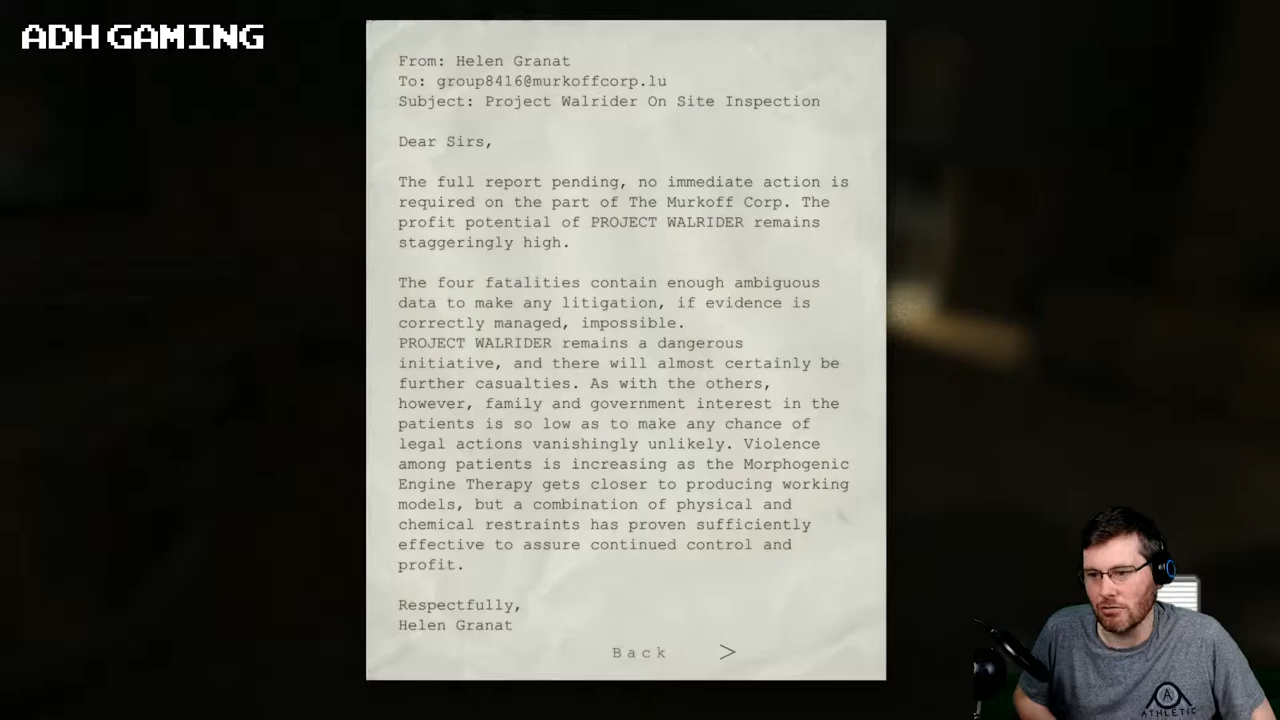 ADH GAMING
From: Helen Granat
To: group8416@murkoffcorp.lu
Subject: Project Walrider On Site Inspection
Dear Sirs,
The full report pending, no immediate action is
required on the part of The Murkoff Corp. The
profit potential of PROJECT WALRIDER remains
staggeringly high.
The four fatalities contain enough ambiguous
data to make any litigation, if evidence is
correctly managed, impossible.
PROJECT WALRIDER remains a dangerous
initiative, and there will almost certainly be
further casualties. As with the others,
however, family and government interest in the
patients is so low as to make any chance of
legal actions vanishingly unlikely. Violence
among patients is increasing as the Morphogenic
Engine Therapy gets closer to producing working
models, but a combination of physical and
chemical restraints has proven sufficiently
effective to assure continued control and
profit.
Respectfully,
Helen Granat
Back >
A
ATHLETIC